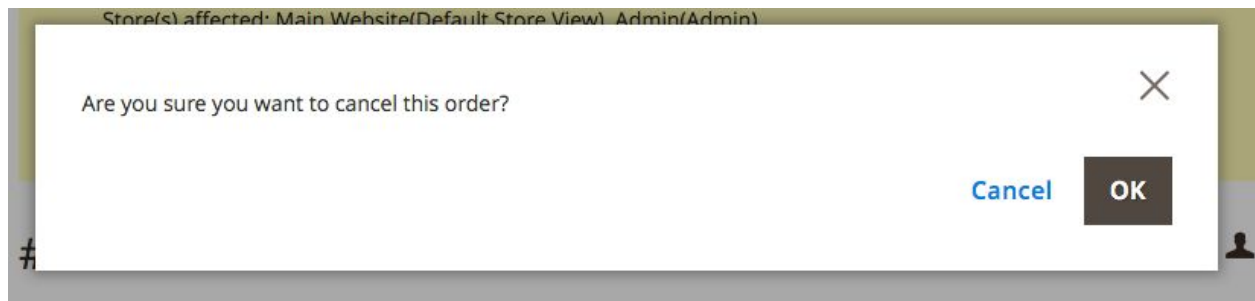 Store(s) affected: Main Website(Default Store View), Admin(Admin)
Are you sure you want to cancel this order?
Cancel
OK
#